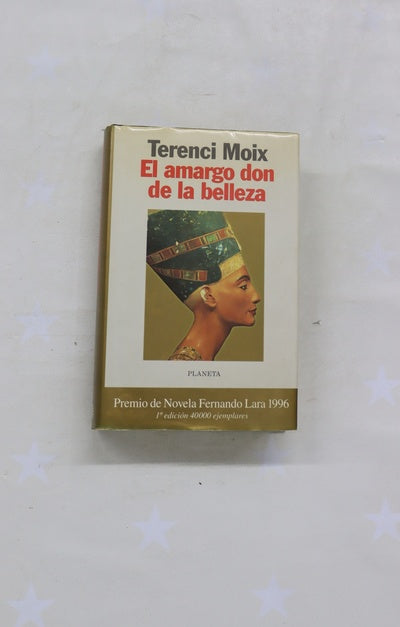 Terenci Moix
El amargo don
de la belleza
PLANETA
Premio de Novela Fernando Lara 1996
1ª edición 40000 ejemplares